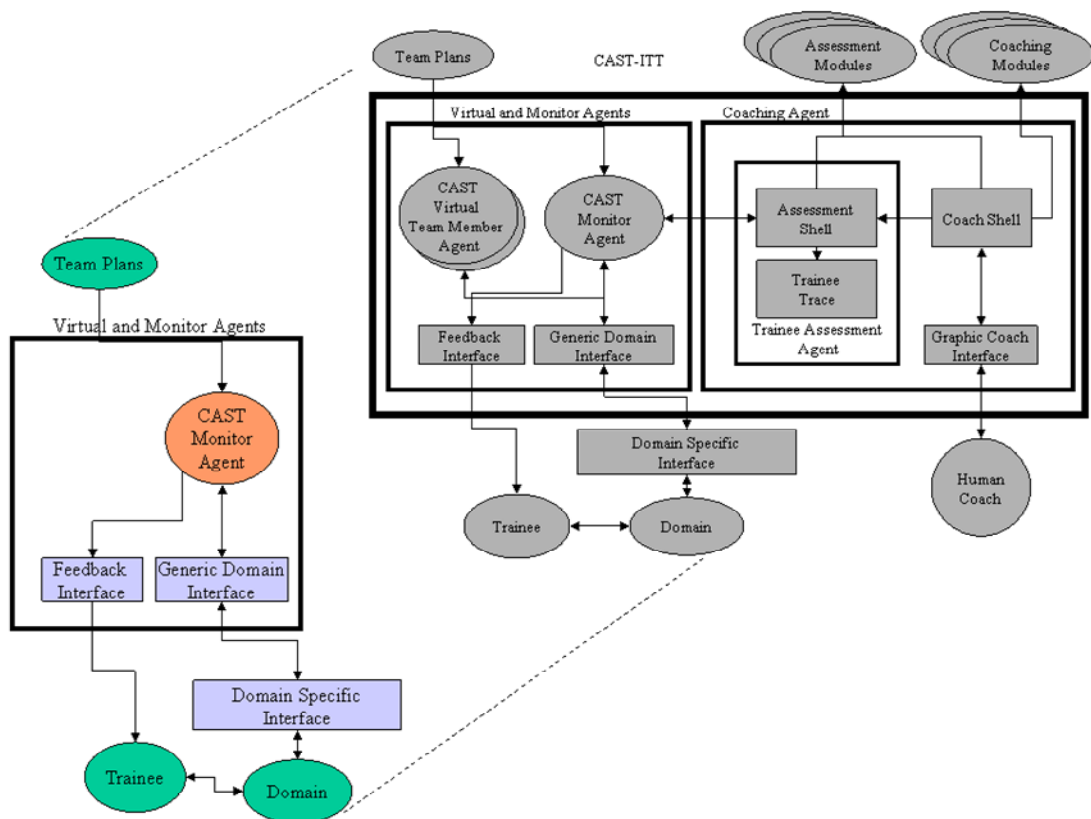 Team Plans
CAST-ITT
Assessment
Modules
Coaching
Modules
Virtual and Monitor Agents
Coaching Agent
CAST
Virtual
Team Member
Agent
CAST
Monitor
Agent
Assessment
Shell
Coach Shell
Trainee
Trace
Trainee Assessment
Agent
Feedback
Interface
Generic Domain
Interface
Graphic Coach
Interface
Domain Specific
Interface
Trainee
Domain
Human
Coach
Team Plans
Virtual and Monitor Agents
CAST
Monitor
Agent
Feedback
Interface
Generic Domain
Interface
Domain Specific
Interface
Trainee
Domain